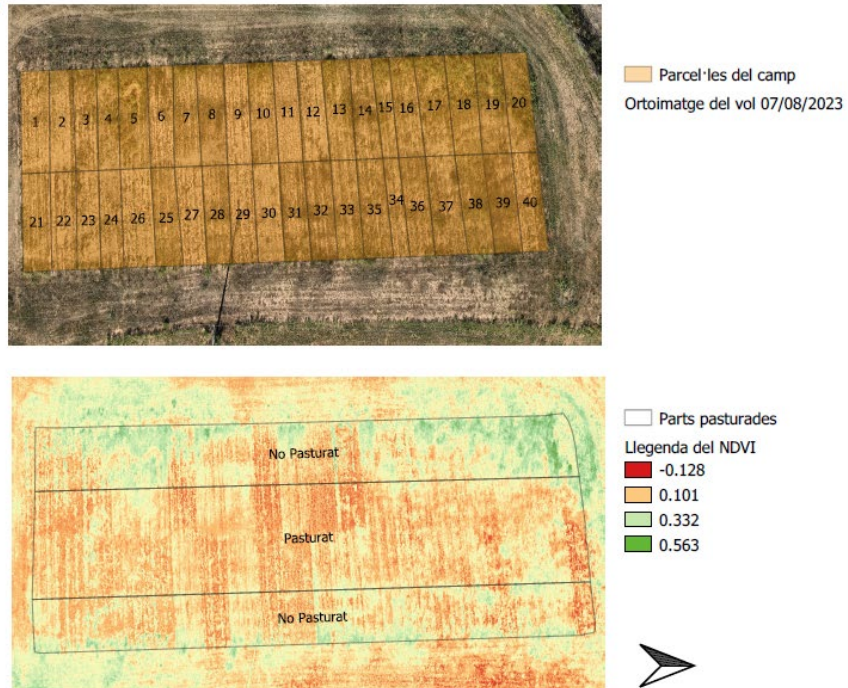 1 2 3 4 5 6 7 8 9 10 11 12 13 14 15 16 17 18 19 20
21 22 23 24 26 25 27 28 29 30 31 32 33 35 34 36 37 38 39 40
Parcel·les del camp
Ortoimatge del vol 07/08/2023
No Pasturat
Pasturat
No Pasturat
Parts pasturades
Llegenda del NDVI
-0.128
0.101
0.332
0.563